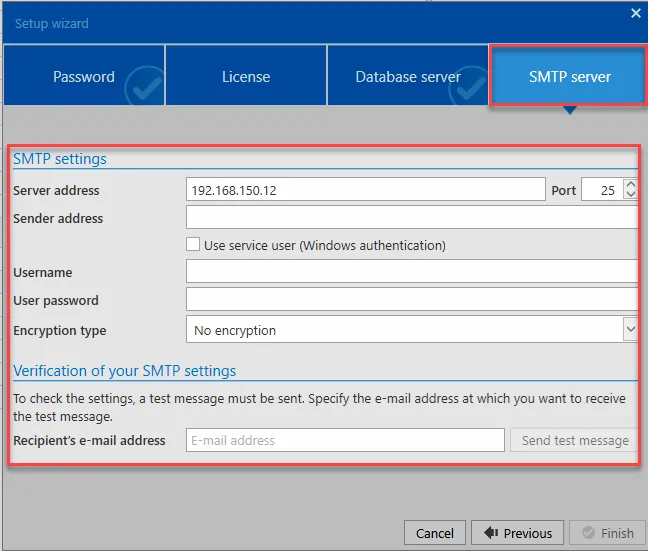 Setup wizard
Password
License
Database server
SMTP server
SMTP settings
Server address 192.168.150.12 Port 25
Sender address
Use service user (Windows authentication)
Username
User password
Encryption type No encryption
Verification of your SMTP settings
To check the settings, a test message must be sent. Specify the e-mail address at which you want to receive
the test message.
Recipient's e-mail address E-mail address Send test message
Cancel Previous Finish